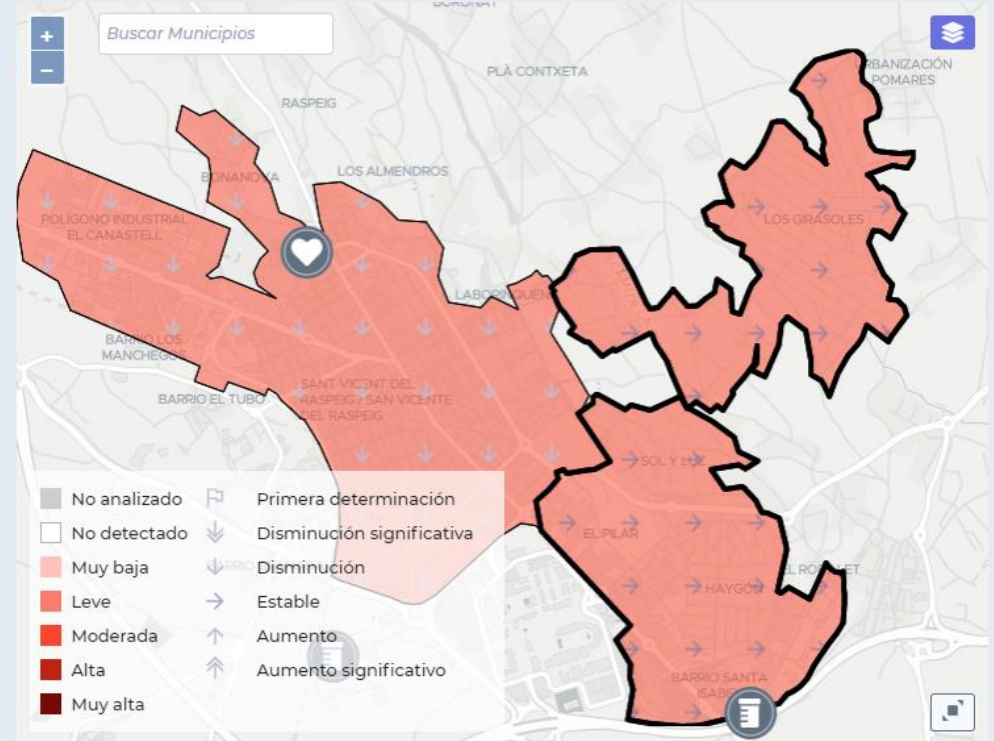 Buscar Municipios
PLÀ CONTXETA
URBANIZACIÓN
POMARES
RASPEIG
LOS ALMENDROS
BONANOVA
POLÍGONO INDUSTRIAL
EL CANASTELL
LOS GIRASOLES
BARRIO LOS
MANCHEGOS
BARRIO EL TUBO
SANT VICENT DEL
RASPEIG / SAN VICENTE
DEL RASPEIG
SOL Y LUZ
EL PILAR
HAYGÓN
BARRIO SANTA
ISABEL
No analizado
Primera determinación
No detectado
Disminución significativa
Muy baja
Disminución
Leve
Estable
Moderada
Aumento
Alta
Aumento significativo
Muy alta